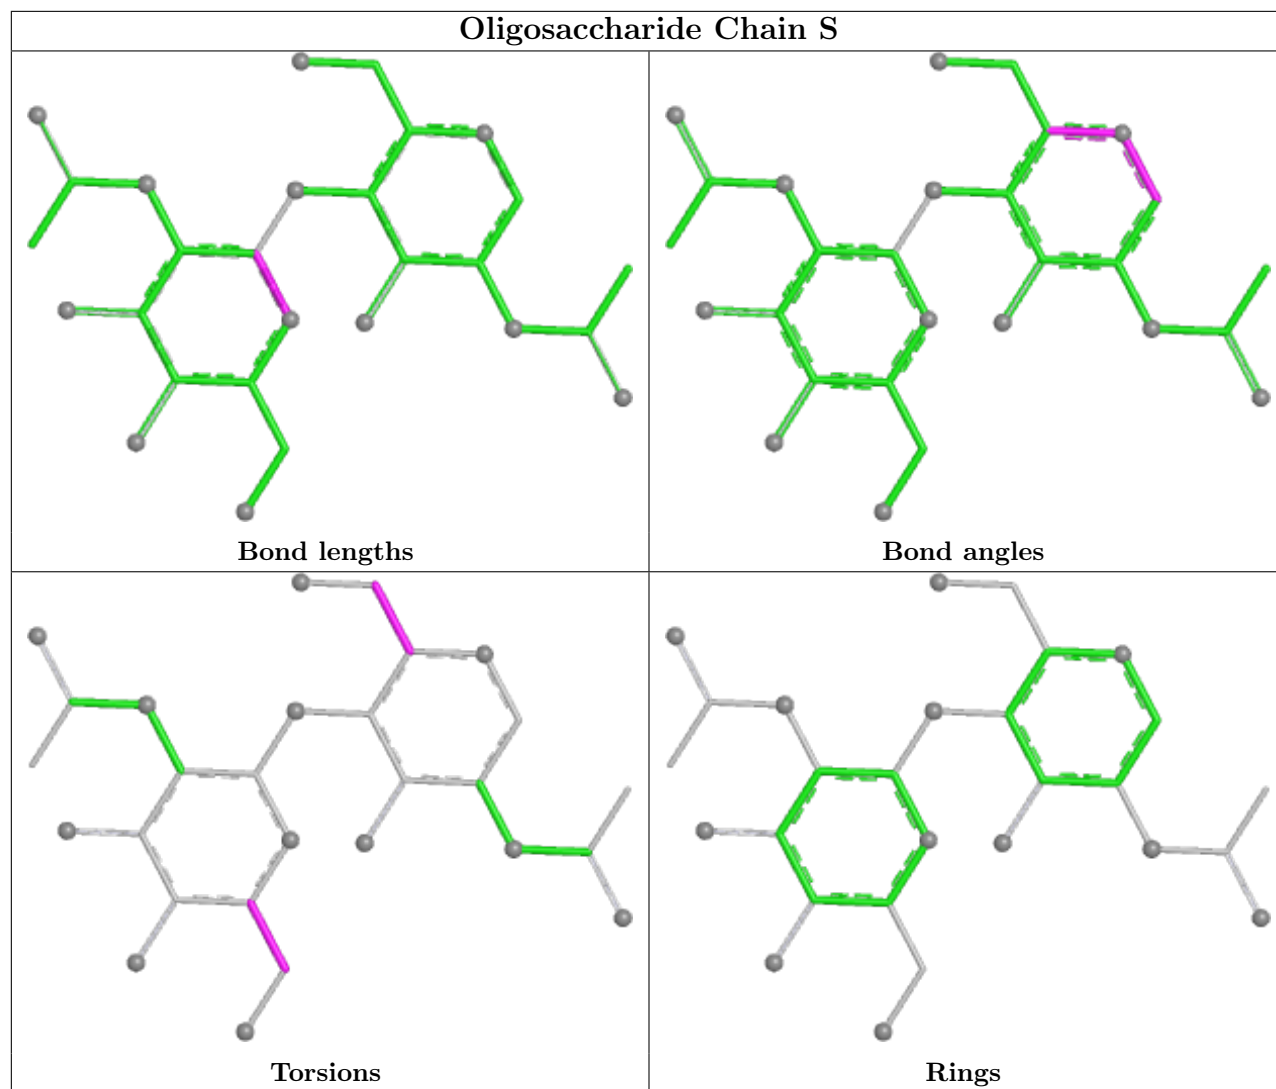 Oligosaccharide Chain S
Bond lengths
Bond angles
Torsions
Rings